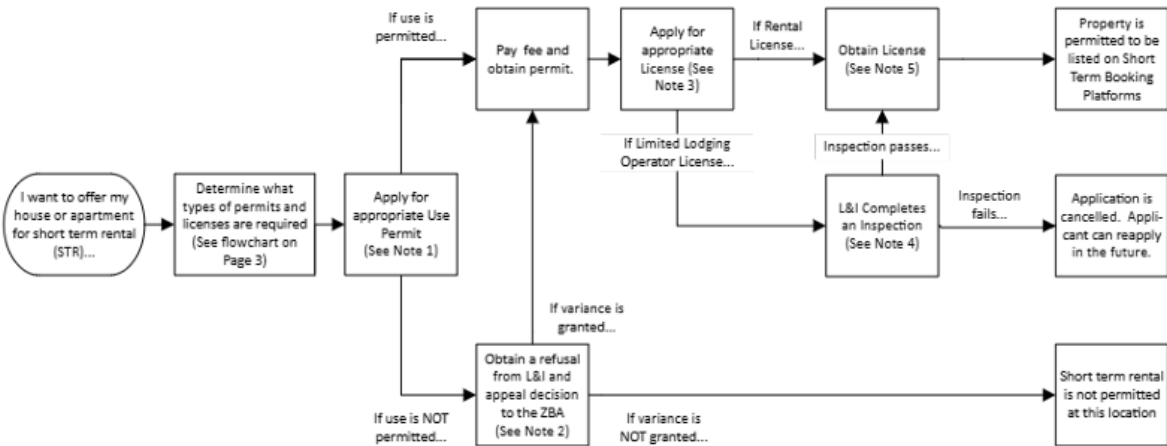 I want to offer my
house or apartment
for short term rental
(STR)...
Determine what
types of permits and
licenses are required
(See flowchart on
Page 3)
Apply for
appropriate Use
Permit
(See Note 1)
If use is
permitted...
Pay fee and
obtain permit.
Apply for
appropriate
License (See
Note 3)
If Rental
License...
Obtain License
(See Note 5)
Property is
permitted to be
listed on Short
Term Booking
Platforms
If Limited Lodging
Operator License...
Inspection passes...
L&I Completes
an Inspection
(See Note 4)
Inspection
fails...
Application is
cancelled. Appli-
cant can reapply
in the future.
If variance is
granted...
If use is NOT
permitted...
Obtain a refusal
from L&I and
appeal decision
to the ZBA
(See Note 2)
If variance is
NOT granted...
Short term rental
is not permitted
at this location